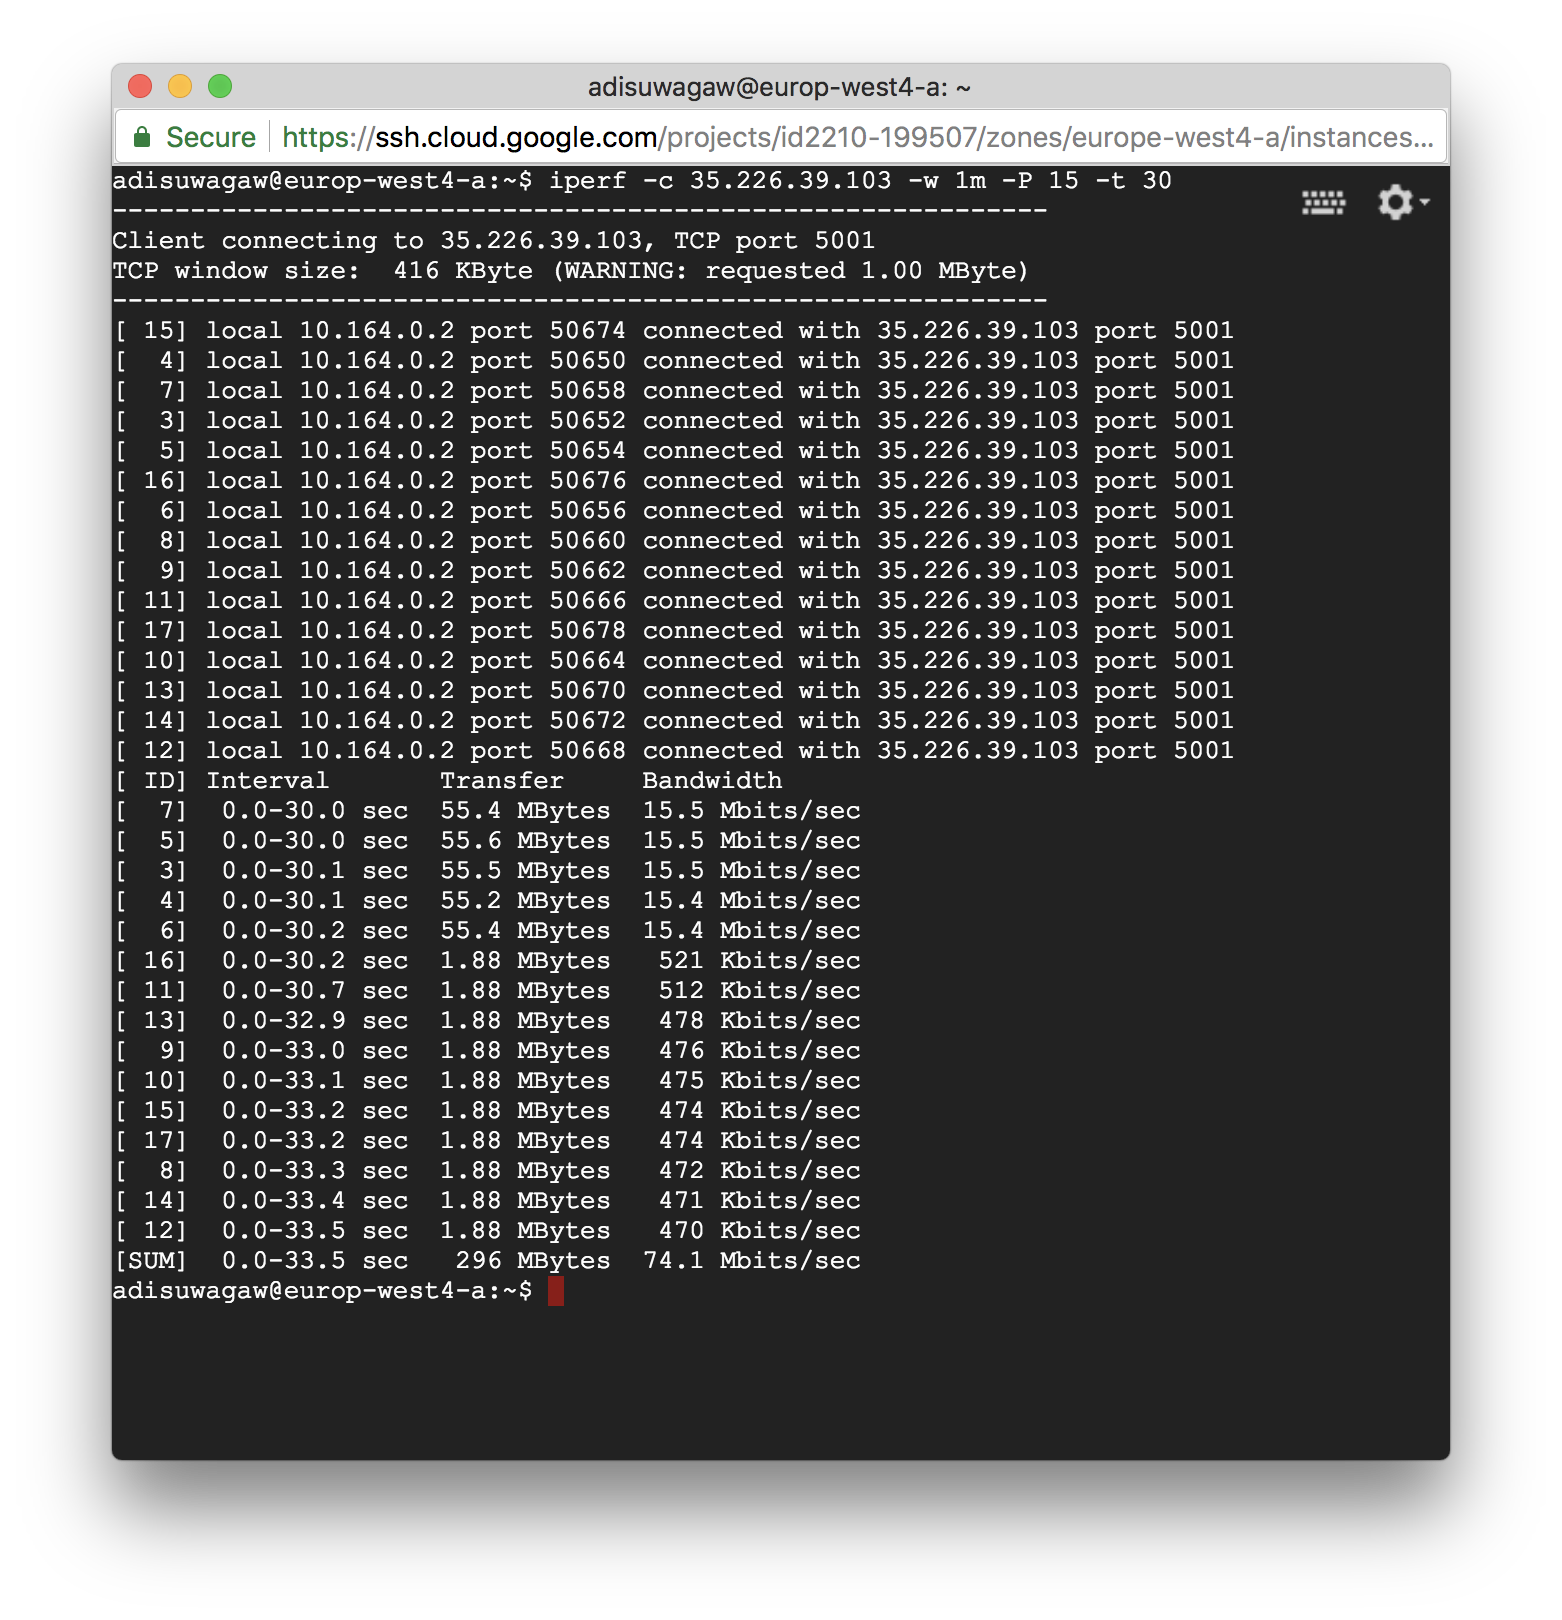 adisuwagaw@europ-west4-a: ~
Secure https://ssh.cloud.google.com/projects/id2210-199507/zones/europe-west4-a/instances...
adisuwagaw@europ-west4-a:~$ iperf -c 35.226.39.103 -w 1m -P 15 -t 30
------------------------------------------------------------
Client connecting to 35.226.39.103, TCP port 5001
TCP window size:  416 KByte (WARNING: requested 1.00 MByte)
------------------------------------------------------------
[ 15] local 10.164.0.2 port 50674 connected with 35.226.39.103 port 5001
[  4] local 10.164.0.2 port 50650 connected with 35.226.39.103 port 5001
[  7] local 10.164.0.2 port 50658 connected with 35.226.39.103 port 5001
[  3] local 10.164.0.2 port 50652 connected with 35.226.39.103 port 5001
[  5] local 10.164.0.2 port 50654 connected with 35.226.39.103 port 5001
[ 16] local 10.164.0.2 port 50676 connected with 35.226.39.103 port 5001
[  6] local 10.164.0.2 port 50656 connected with 35.226.39.103 port 5001
[  8] local 10.164.0.2 port 50660 connected with 35.226.39.103 port 5001
[  9] local 10.164.0.2 port 50662 connected with 35.226.39.103 port 5001
[ 11] local 10.164.0.2 port 50666 connected with 35.226.39.103 port 5001
[ 17] local 10.164.0.2 port 50678 connected with 35.226.39.103 port 5001
[ 10] local 10.164.0.2 port 50664 connected with 35.226.39.103 port 5001
[ 13] local 10.164.0.2 port 50670 connected with 35.226.39.103 port 5001
[ 14] local 10.164.0.2 port 50672 connected with 35.226.39.103 port 5001
[ 12] local 10.164.0.2 port 50668 connected with 35.226.39.103 port 5001
[ ID] Interval       Transfer     Bandwidth
[  7]  0.0-30.0 sec  55.4 MBytes  15.5 Mbits/sec
[  5]  0.0-30.0 sec  55.6 MBytes  15.5 Mbits/sec
[  3]  0.0-30.1 sec  55.5 MBytes  15.5 Mbits/sec
[  4]  0.0-30.1 sec  55.2 MBytes  15.4 Mbits/sec
[  6]  0.0-30.2 sec  55.4 MBytes  15.4 Mbits/sec
[ 16]  0.0-30.2 sec  1.88 MBytes   521 Kbits/sec
[ 11]  0.0-30.7 sec  1.88 MBytes   512 Kbits/sec
[ 13]  0.0-32.9 sec  1.88 MBytes   478 Kbits/sec
[  9]  0.0-33.0 sec  1.88 MBytes   476 Kbits/sec
[ 10]  0.0-33.1 sec  1.88 MBytes   475 Kbits/sec
[ 15]  0.0-33.2 sec  1.88 MBytes   474 Kbits/sec
[ 17]  0.0-33.2 sec  1.88 MBytes   474 Kbits/sec
[  8]  0.0-33.3 sec  1.88 MBytes   472 Kbits/sec
[ 14]  0.0-33.4 sec  1.88 MBytes   471 Kbits/sec
[ 12]  0.0-33.5 sec  1.88 MBytes   470 Kbits/sec
[SUM]  0.0-33.5 sec   296 MBytes  74.1 Mbits/sec
adisuwagaw@europ-west4-a:~$